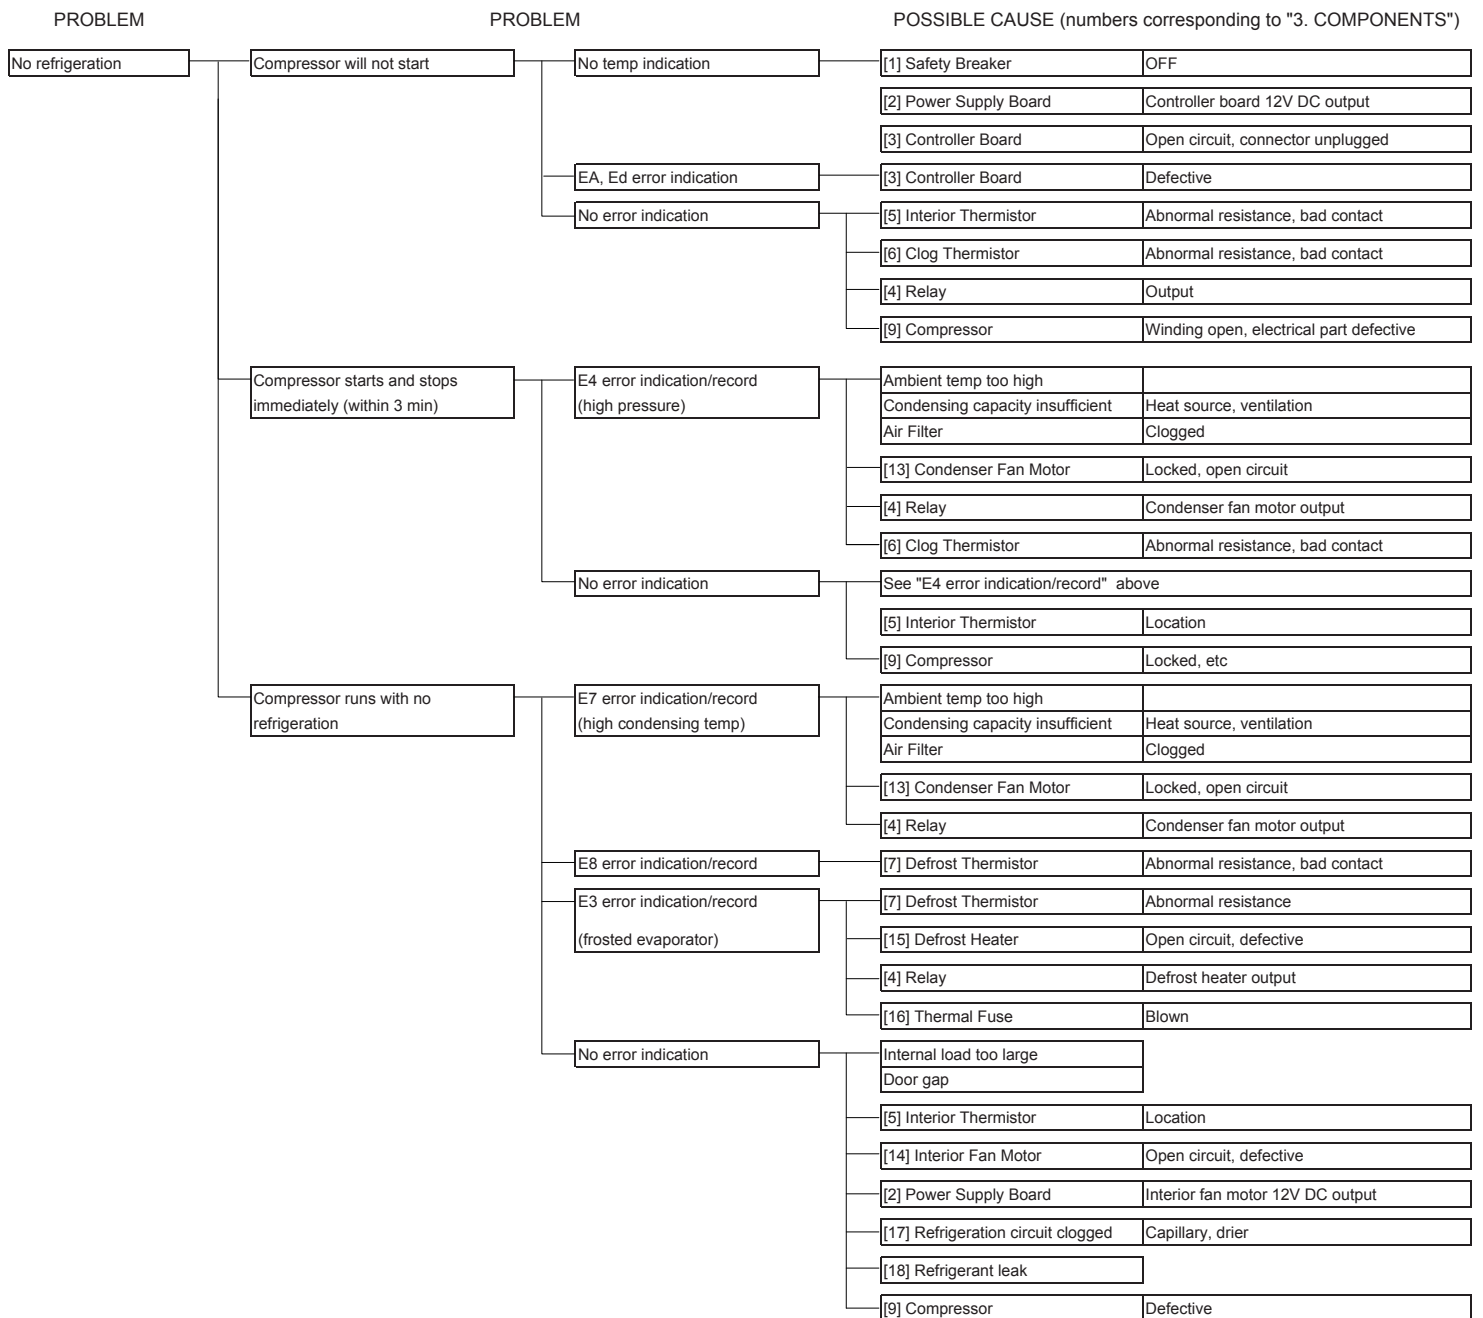 PROBLEM PROBLEM POSSIBLE CAUSE (numbers corresponding to "3. COMPONENTS")
No refrigeration Compressor will not start No temp indication [1] Safety Breaker OFF
[2] Power Supply Board Controller board 12V DC output
[3] Controller Board Open circuit, connector unplugged
EA, Ed error indication [3] Controller Board Defective
No error indication [5] Interior Thermistor Abnormal resistance, bad contact
[6] Clog Thermistor Abnormal resistance, bad contact
[4] Relay Output
[9] Compressor Winding open, electrical part defective
Compressor starts and stops E4 error indication/record Ambient temp too high
immediately (within 3 min) (high pressure) Condensing capacity insufficient Heat source, ventilation
Air Filter Clogged
[13] Condenser Fan Motor Locked, open circuit
[4] Relay Condenser fan motor output
[6] Clog Thermistor Abnormal resistance, bad contact
No error indication See "E4 error indication/record" above
[5] Interior Thermistor Location
[9] Compressor Locked, etc
Compressor runs with no E7 error indication/record Ambient temp too high
refrigeration (high condensing temp) Condensing capacity insufficient Heat source, ventilation
Air Filter Clogged
[13] Condenser Fan Motor Locked, open circuit
[4] Relay Condenser fan motor output
E8 error indication/record [7] Defrost Thermistor Abnormal resistance, bad contact
E3 error indication/record [7] Defrost Thermistor Abnormal resistance
(frosted evaporator) [15] Defrost Heater Open circuit, defective
[4] Relay Defrost heater output
[16] Thermal Fuse Blown
No error indication Internal load too large
Door gap
[5] Interior Thermistor Location
[14] Interior Fan Motor Open circuit, defective
[2] Power Supply Board Interior fan motor 12V DC output
[17] Refrigeration circuit clogged Capillary, drier
[18] Refrigerant leak
[9] Compressor Defective